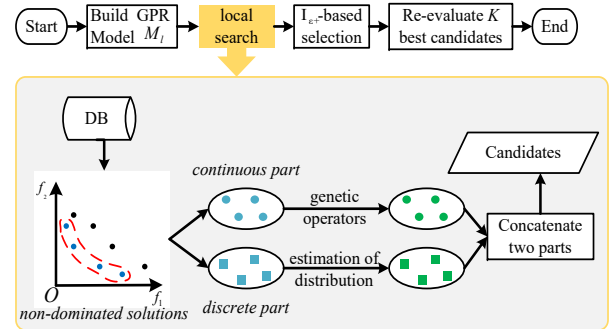 Start
Build GPR
Model M_l
local
search
I_ε+-based
selection
Re-evaluate K
best candidates
End
DB
continuous part
genetic
operators
Candidates
Concatenate
two parts
estimation of
distribution
discrete part
f_2
O
f_1
non-dominated solutions